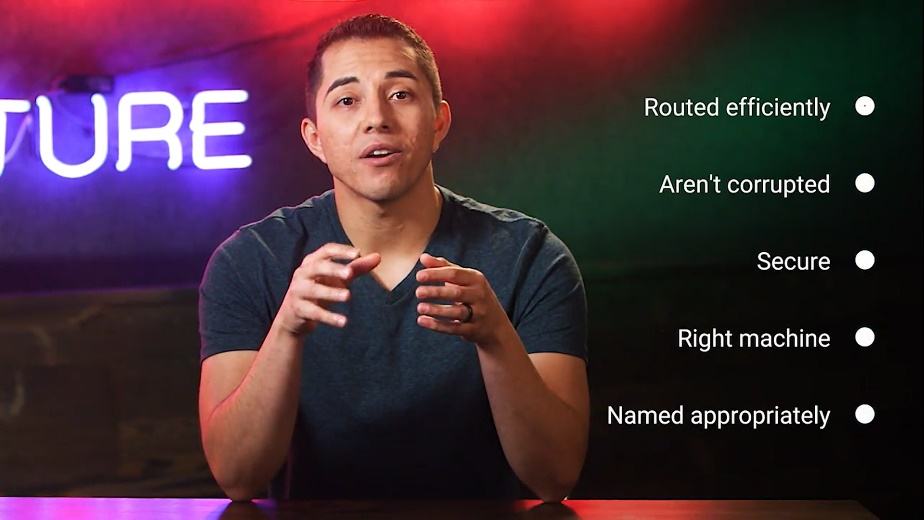 TURE
Routed efficiently
Aren't corrupted
Secure
Right machine
Named appropriately